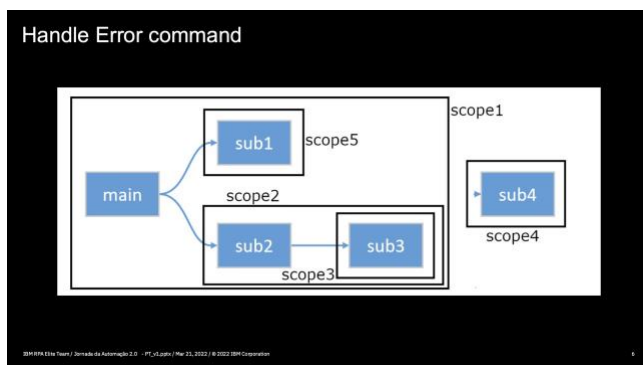 Handle Error command
scope1
sub1
scope5
main
sub4
scope2
scope4
sub2
sub3
scope3
IBM RPA Elite Team / Jornada da Automação 2.0 - PT_v1.pptx / Mar 21, 2022 / © 2022 IBM Corporation
6